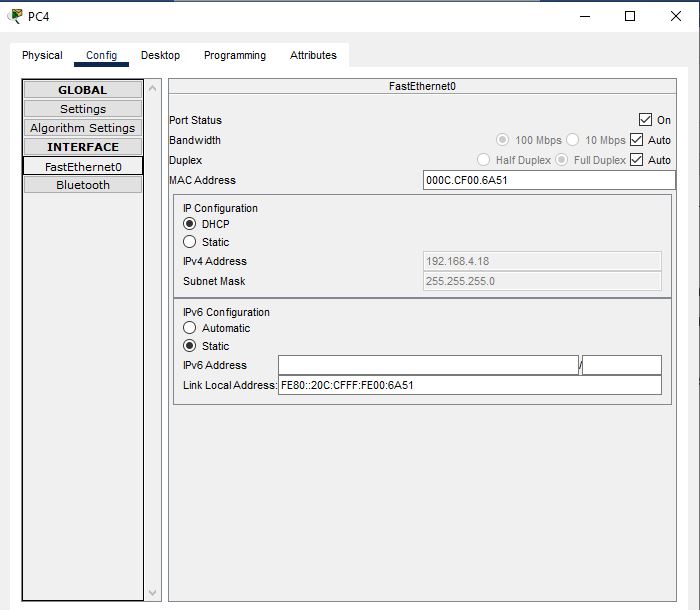 PC4
Physical Config Desktop Programming Attributes
GLOBAL
Settings
Algorithm Settings
INTERFACE
FastEthernet0
Bluetooth
FastEthernet0
Port Status On
Bandwidth 100 Mbps 10 Mbps Auto
Duplex Half Duplex Full Duplex Auto
MAC Address 000C.CF00.6A51
IP Configuration
DHCP
Static
IPv4 Address 192.168.4.18
Subnet Mask 255.255.255.0
IPv6 Configuration
Automatic
Static
IPv6 Address /
Link Local Address: FE80::20C:CFFF:FE00:6A51